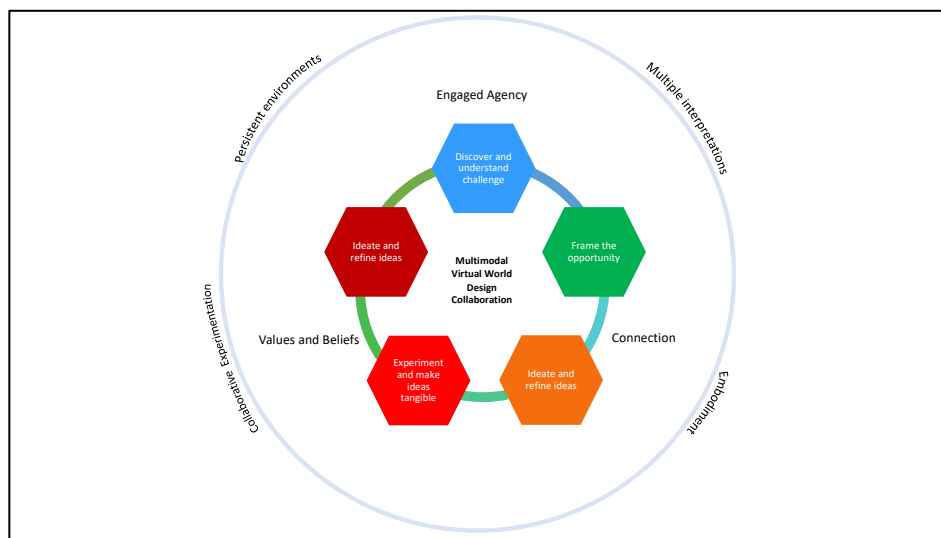 Persistent environments
Multiple interpretations
Engaged Agency
Discover and
understand
challenge
Ideate and
refine ideas
Frame the
opportunity
Multimodal
Virtual World
Design
Collaboration
Values and Beliefs
Connection
Experiment
and make
ideas
tangible
Ideate and
refine ideas
Collaborative Experimentation
Embodiment